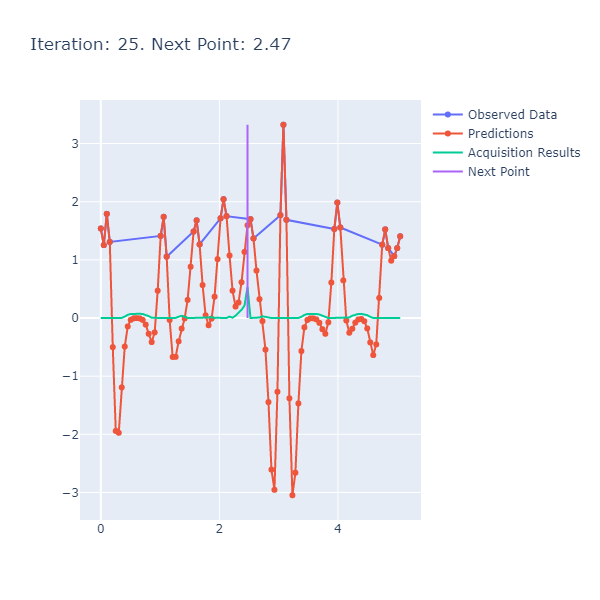 Iteration: 25. Next Point: 2.47
Observed Data
Predictions
Acquisition Results
Next Point
3
2
1
0
−1
−2
−3
0
2
4